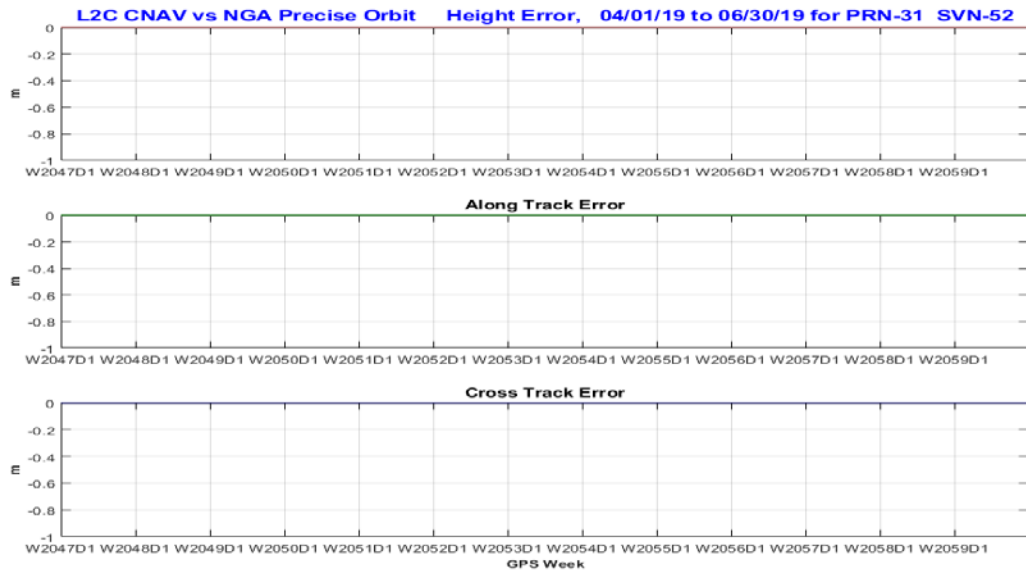 L2C CNAV vs NGA Precise Orbit Height Error, 04/01/19 to 06/30/19 for PRN-31 SVN-52
0
-0.2
-0.4
m
-0.6
-0.8
-1
W2047D1 W2048D1 W2049D1 W2050D1 W2051D1 W2052D1 W2053D1 W2054D1 W2055D1 W2056D1 W2057D1 W2058D1 W2059D1
Along Track Error
0
-0.2
-0.4
m
-0.6
-0.8
-1
W2047D1 W2048D1 W2049D1 W2050D1 W2051D1 W2052D1 W2053D1 W2054D1 W2055D1 W2056D1 W2057D1 W2058D1 W2059D1
Cross Track Error
0
-0.2
-0.4
m
-0.6
-0.8
-1
W2047D1 W2048D1 W2049D1 W2050D1 W2051D1 W2052D1 W2053D1 W2054D1 W2055D1 W2056D1 W2057D1 W2058D1 W2059D1
GPS Week